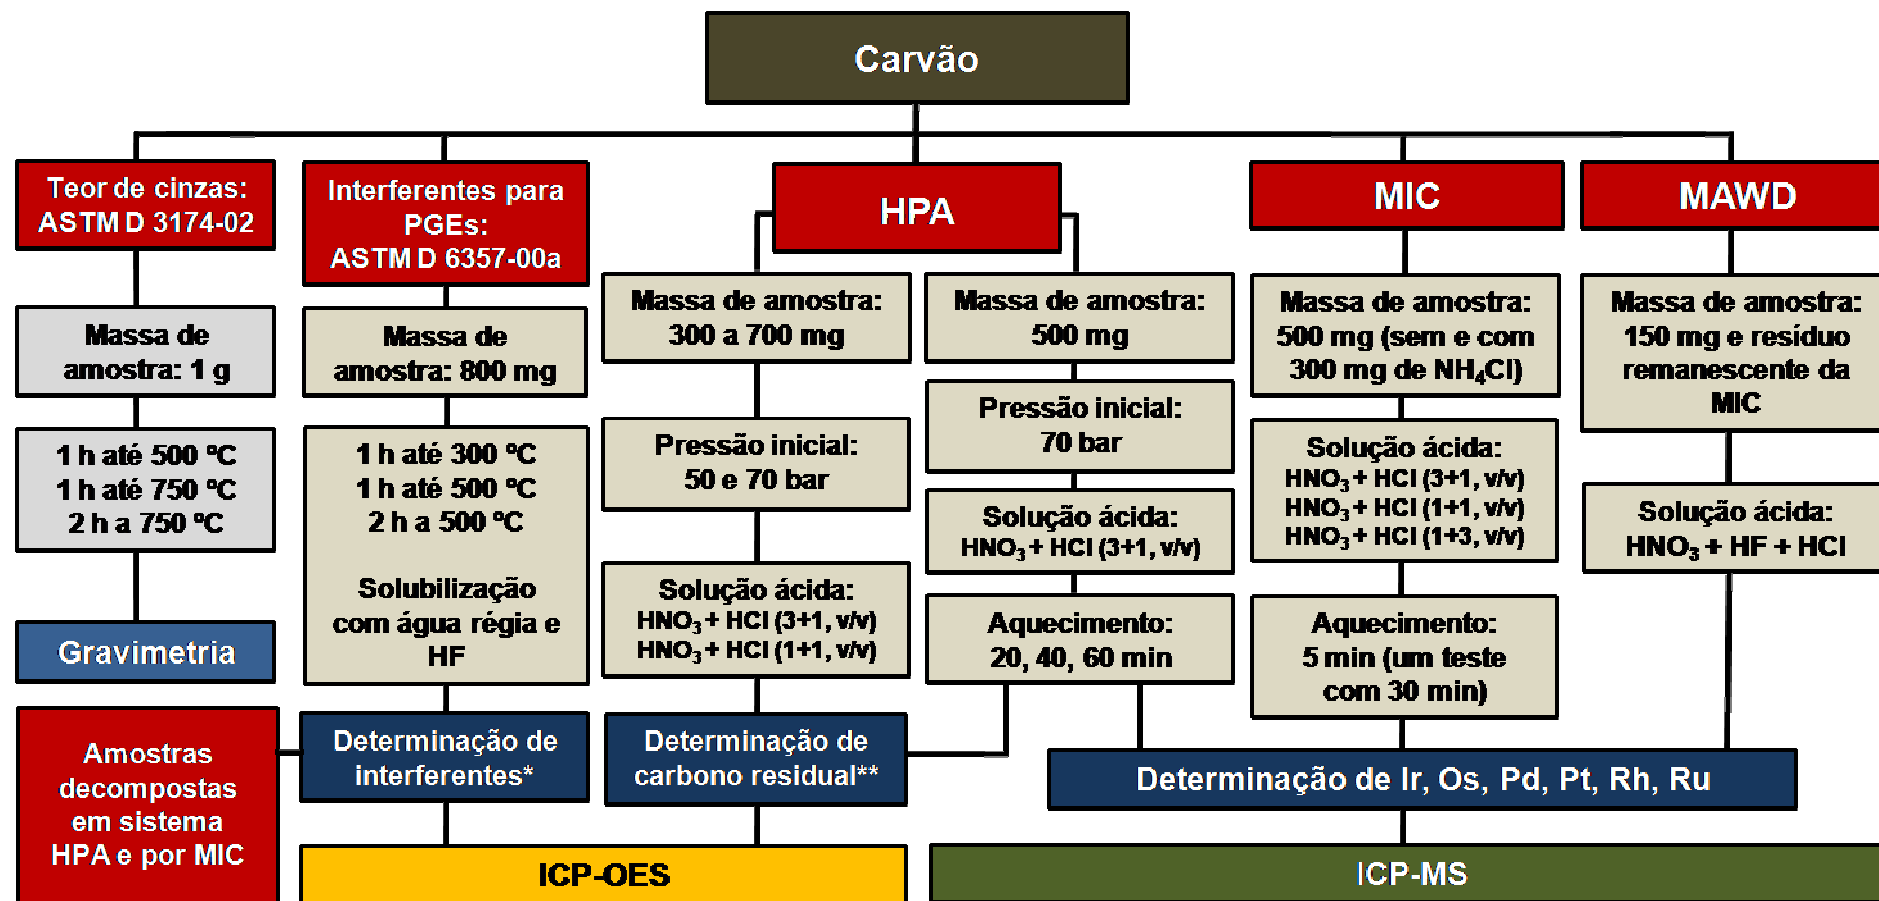 Carvão
Teor de cinzas:
ASTM D 3174-02
Massa de
amostra: 1 g
1 h até 500 ºC
1 h até 750 ºC
2 h a 750 ºC
Gravimetria
Amostras
decompostas
em sistema
HPA e por MIC
Interferentes para
PGEs:
ASTM D 6357-00a
Massa de
amostra: 800 mg
1 h até 300 ºC
1 h até 500 ºC
2 h a 500 ºC
Solubilização
com água régia e
HF
Determinação de
interferentes*
HPA
Massa de amostra:
300 a 700 mg
Pressão inicial:
50 e 70 bar
Solução ácida:
HNO₃ + HCl (3+1, v/v)
HNO₃ + HCl (1+1, v/v)
Determinação de
carbono residual**
ICP-OES
Massa de amostra:
500 mg
Pressão inicial:
70 bar
Solução ácida:
HNO₃ + HCl (3+1, v/v)
Aquecimento:
20, 40, 60 min
MIC
Massa de amostra:
500 mg (sem e com
300 mg de NH₄Cl)
Solução ácida:
HNO₃ + HCl (3+1, v/v)
HNO₃ + HCl (1+1, v/v)
HNO₃ + HCl (1+3, v/v)
Aquecimento:
5 min (um teste
com 30 min)
MAWD
Massa de amostra:
150 mg e resíduo
remanescente da
MIC
Solução ácida:
HNO₃ + HF + HCl
Determinação de Ir, Os, Pd, Pt, Rh, Ru
ICP-MS